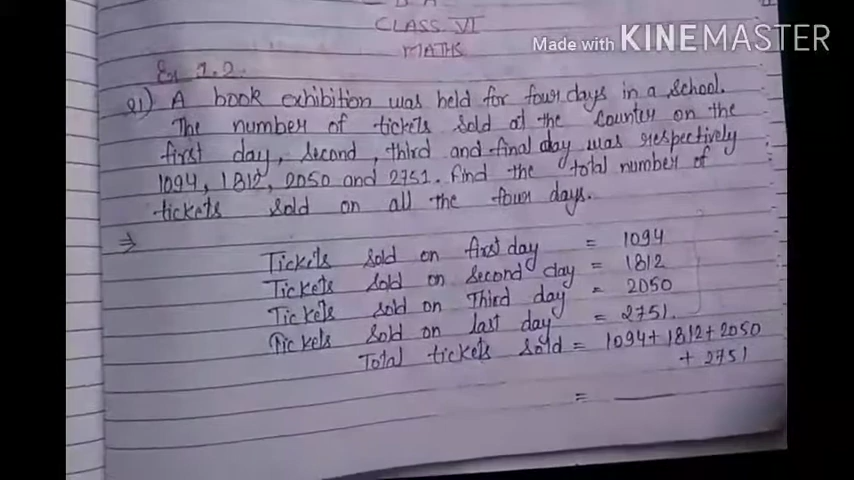 CLASS VI
MATHS
Made with KINEMASTER
Ex 1.2.
Q1) A book exhibition was held for four days in a school.
The number of tickets sold at the counter on the
first day, second, third and final day was respectively
1094, 1812, 2050 and 2751. Find the total number of
tickets sold on all the four days.
⇒
Tickets sold on first day = 1094
Tickets sold on second day = 1812
Tickets sold on Third day = 2050
Tickets sold on last day = 2751.
Total tickets sold = 1094+1812+2050
+ 2751
= ___